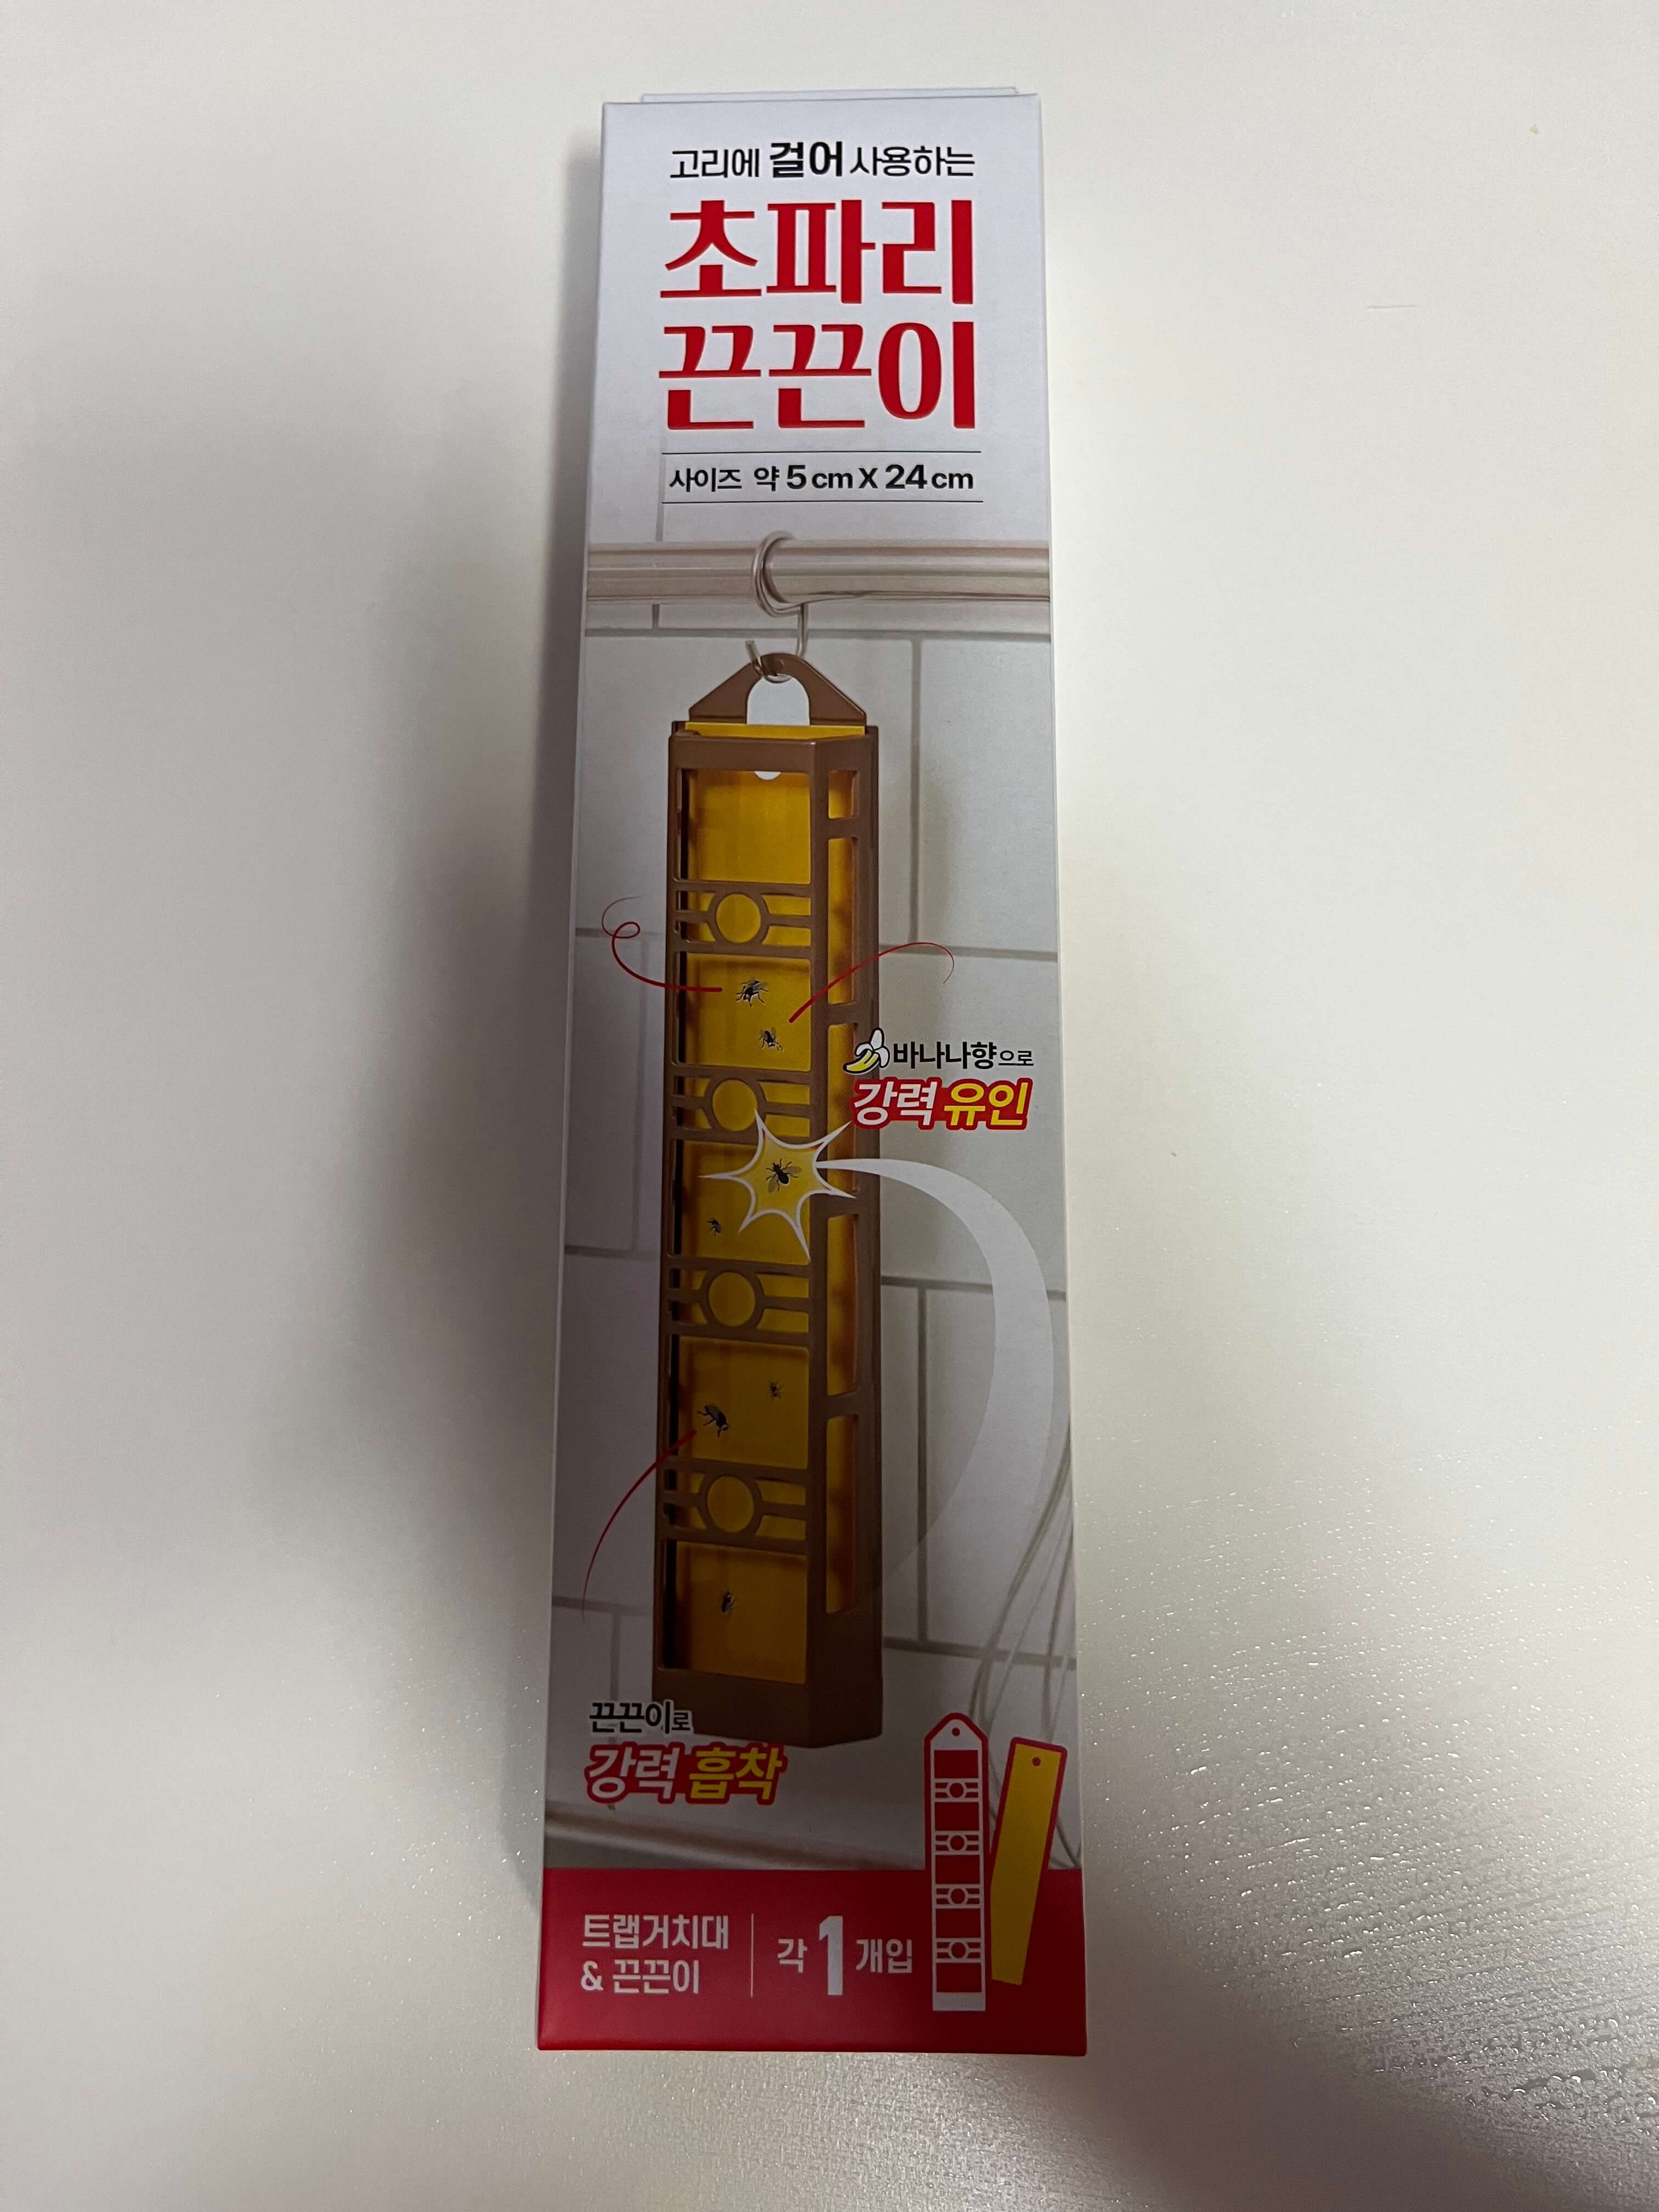 고리에 걸어 사용하는
초파리
끈끈이
사이즈 약 5cm X 24cm
바나나향으로
강력 유인
끈끈이로
강력 흡착
트랩거치대
& 끈끈이
각 1 개입